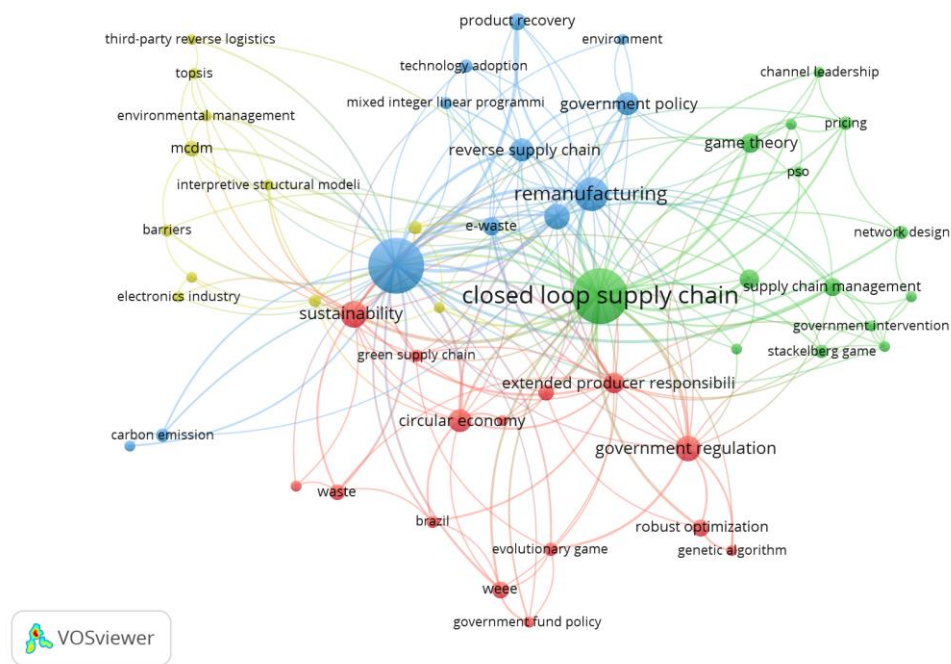 product recovery
third-party reverse logistics
environment
technology adoption
topsis
channel leadership
mixed integer linear programmi
government policy
environmental management
pricing
game theory
mcdm
reverse supply chain
pso
interpretive structural modeli
remanufacturing
e-waste
barriers
network design
supply chain management
electronics industry
closed loop supply chain
sustainability
government intervention
green supply chain
stackelberg game
extended producer responsibili
circular economy
carbon emission
government regulation
waste
brazil
robust optimization
evolutionary game
genetic algorithm
weee
government fund policy
VOSviewer